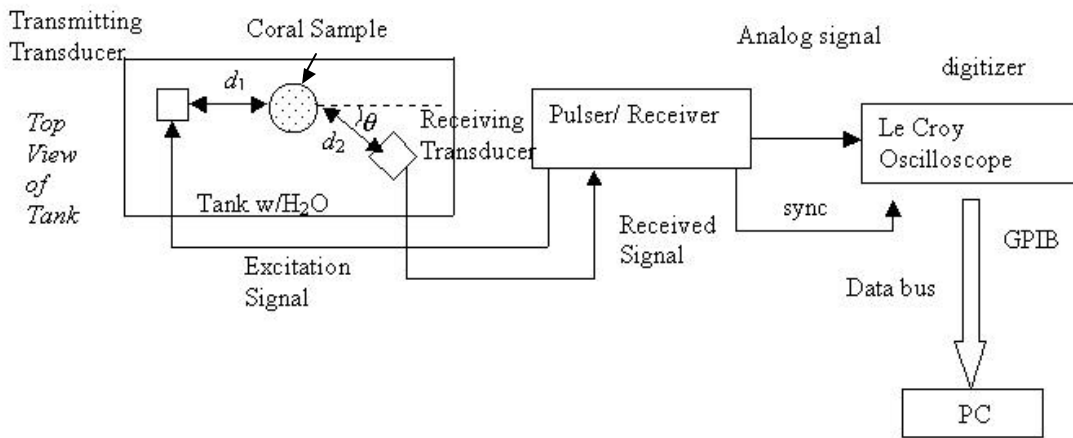 Transmitting
Transducer
Coral Sample
Analog signal
digitizer
d1
Top
View
of
Tank
θ
d2
Receiving
Transducer
Pulser/ Receiver
Le Croy
Oscilloscope
Tank w/H2O
sync
Received
Signal
GPIB
Excitation
Signal
Data bus
PC